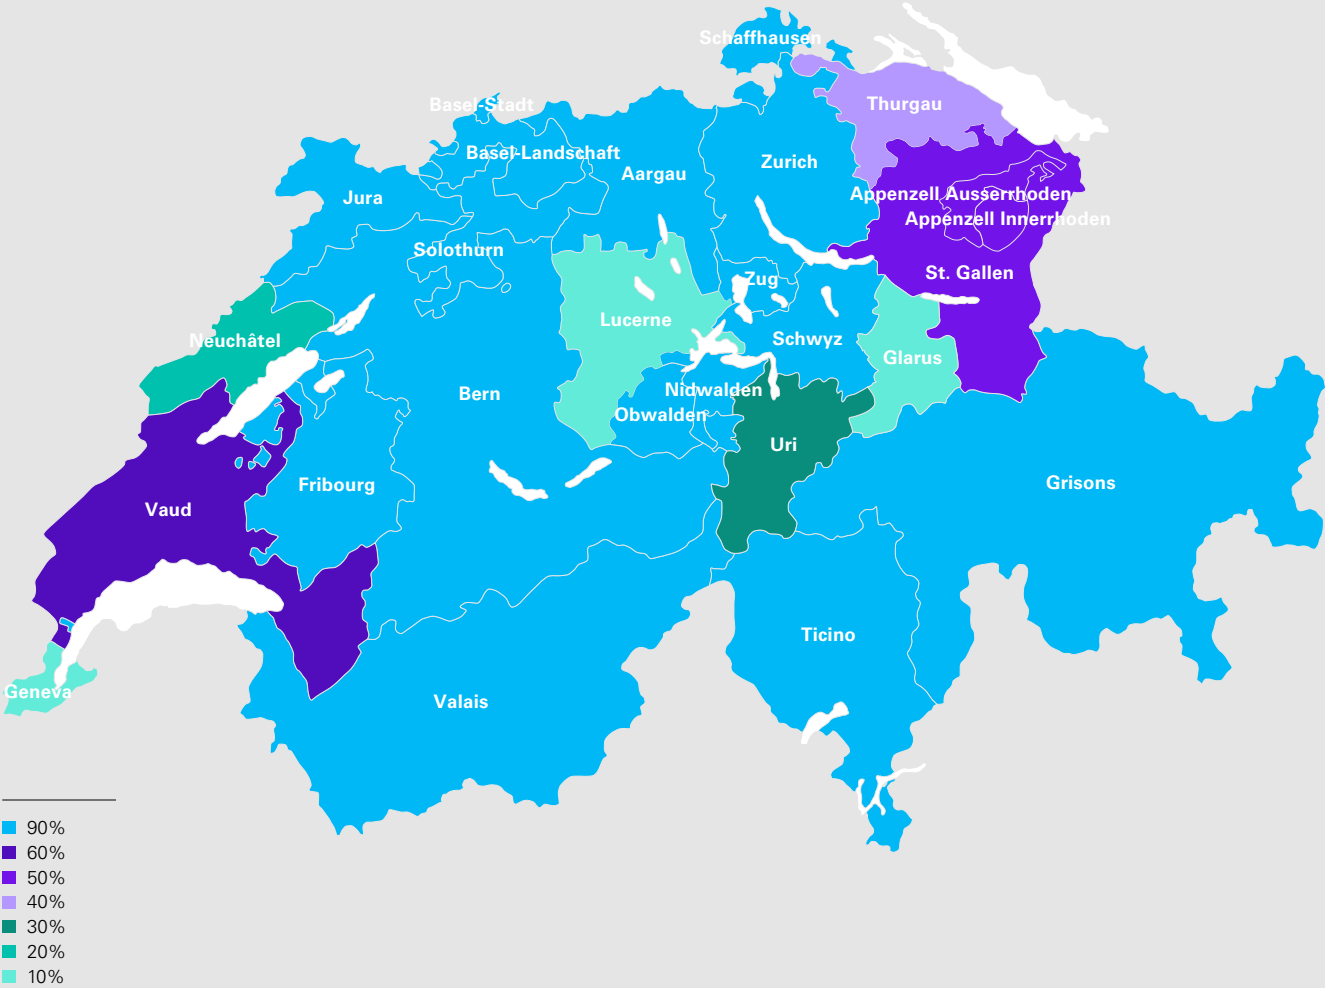 Schaffhausen
Basel-Stadt
Thurgau
Basel-Landschaft
Zurich
Aargau
Jura
Appenzell Ausserrhoden
Appenzell Innerrhoden
Solothurn
St. Gallen
Zug
Lucerne
Neuchâtel
Schwyz
Glarus
Nidwalden
Bern
Obwalden
Uri
Fribourg
Grisons
Vaud
Ticino
Geneva
Valais
90%
60%
50%
40%
30%
20%
10%